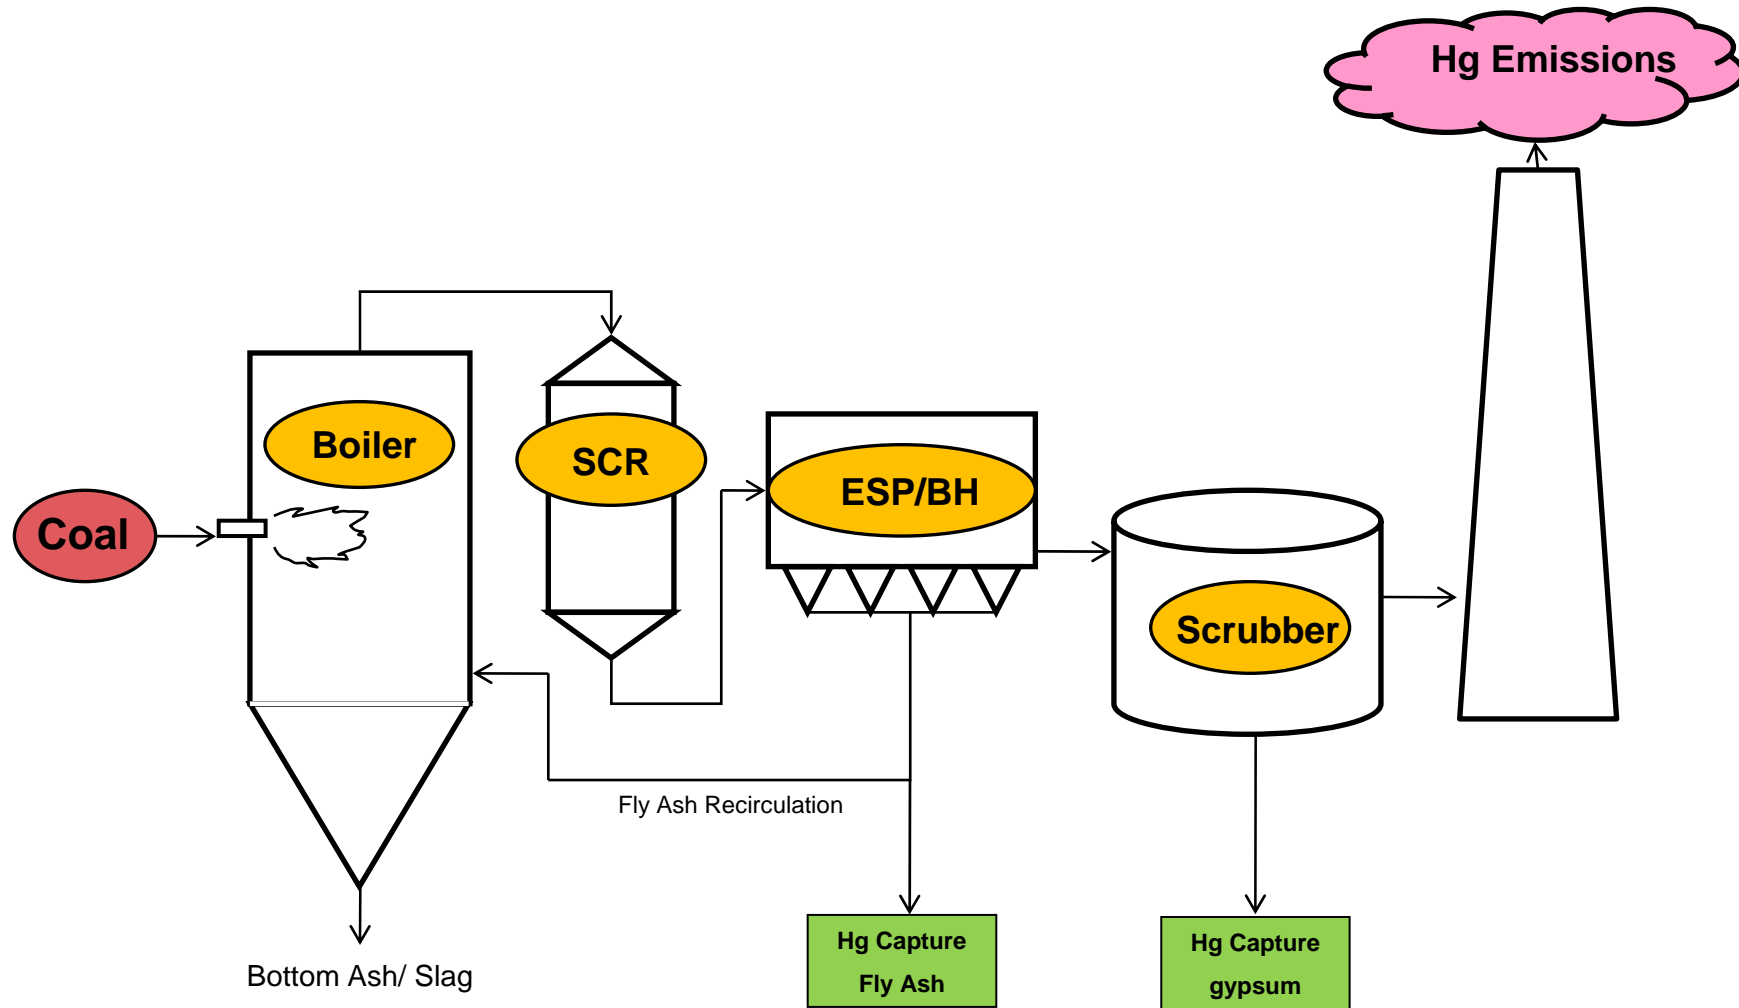 Hg Emissions
Boiler
SCR
ESP/BH
Coal
Scrubber
Fly Ash Recirculation
Hg Capture
Fly Ash
Hg Capture
gypsum
Bottom Ash/ Slag